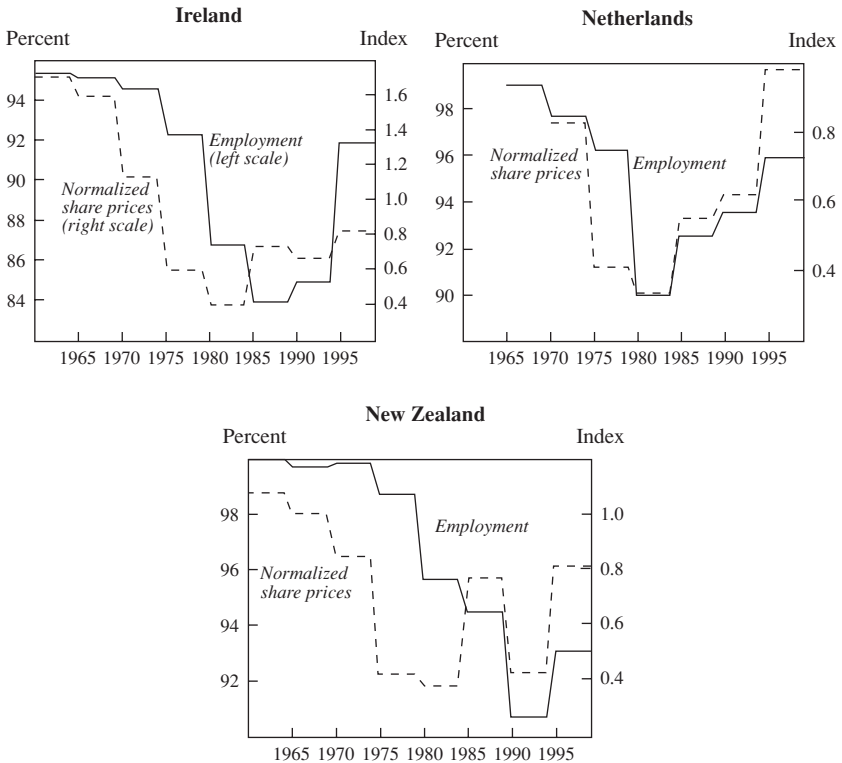 Ireland
Percent
Index
94
92
90
88
86
84
1.6
1.4
1.2
1.0
0.8
0.6
0.4
Employment
(left scale)
Normalized
share prices
(right scale)
1965 1970 1975 1980 1985 1990 1995
Netherlands
Percent
Index
98
96
94
92
90
0.8
0.6
0.4
Normalized
share prices
Employment
1965 1970 1975 1980 1985 1990 1995
New Zealand
Percent
Index
98
96
94
92
1.0
0.8
0.6
0.4
Employment
Normalized
share prices
1965 1970 1975 1980 1985 1990 1995